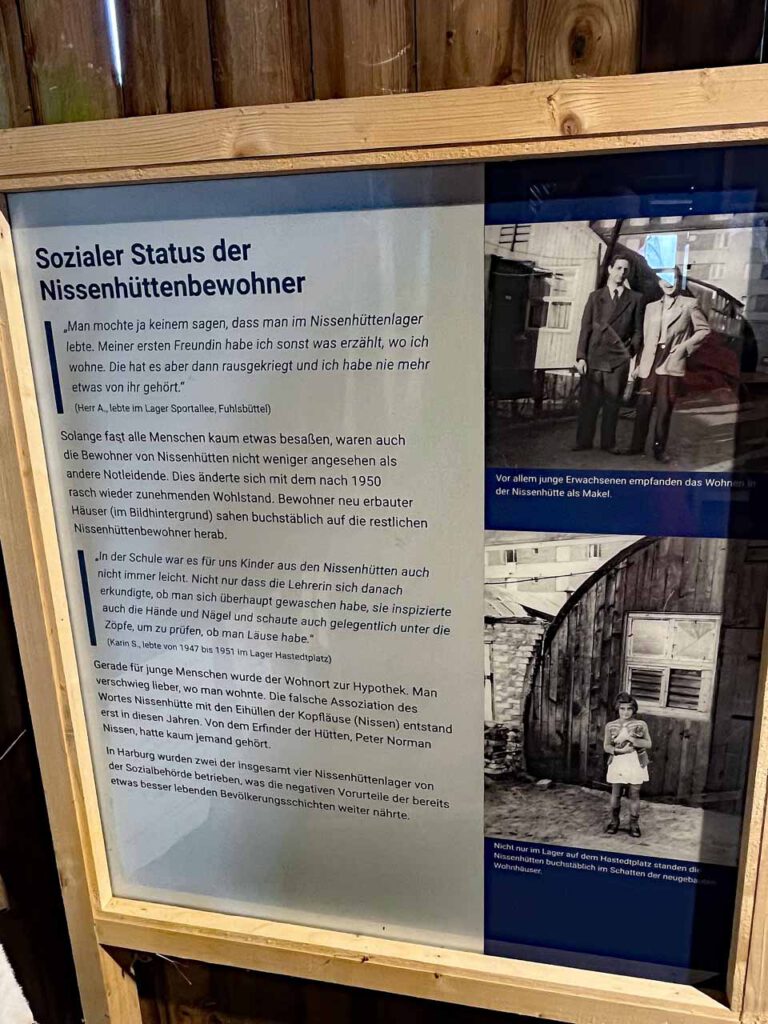 Sozialer Status der
Nissenhüttenbewohner
„Man mochte ja keinem sagen, dass man im Nissenhüttenlager
lebte. Meiner ersten Freundin habe ich sonst was erzählt, wo ich
wohne. Die hat es aber dann rausgekriegt und ich habe nie mehr
etwas von ihr gehört.“
(Herr A., lebte im Lager Sportallee, Fuhlsbüttel)
Solange fast alle Menschen kaum etwas besaßen, waren auch
die Bewohner von Nissenhütten nicht weniger angesehen als
andere Notleidende. Dies änderte sich mit dem nach 1950
rasch wieder zunehmenden Wohlstand. Bewohner neu erbauter
Häuser (im Bildhintergrund) sahen buchstäblich auf die restlichen
Nissenhüttenbewohner herab.
„In der Schule war es für uns Kinder aus den Nissenhütten auch
nicht immer leicht. Nicht nur dass die Lehrerin sich danach
erkundigte, ob man sich überhaupt gewaschen habe, sie inspizierte
auch die Hände und Nägel und schaute auch gelegentlich unter die
Zöpfe, um zu prüfen, ob man Läuse habe.“
(Karin S., lebte von 1947 bis 1951 im Lager Hastedtplatz)
Gerade für junge Menschen wurde der Wohnort zur Hypothek. Man
verschwieg lieber, wo man wohnte. Die falsche Assoziation des
Wortes Nissenhütte mit den Eihüllen der Kopfläuse (Nissen) entstand
erst in diesen Jahren. Von dem Erfinder der Hütten, Peter Norman
Nissen, hatte kaum jemand gehört.
In Harburg wurden zwei der insgesamt vier Nissenhüttenlager von
der Sozialbehörde betrieben, was die negativen Vorurteile der bereits
etwas besser lebenden Bevölkerungsschichten weiter nährte.
Vor allem junge Erwachsenen empfanden das Wohnen in
der Nissenhütte als Makel.
Nicht nur im Lager auf dem Hastedtplatz standen die
Nissenhütten buchstäblich im Schatten der neugebauten
Wohnhäuser.